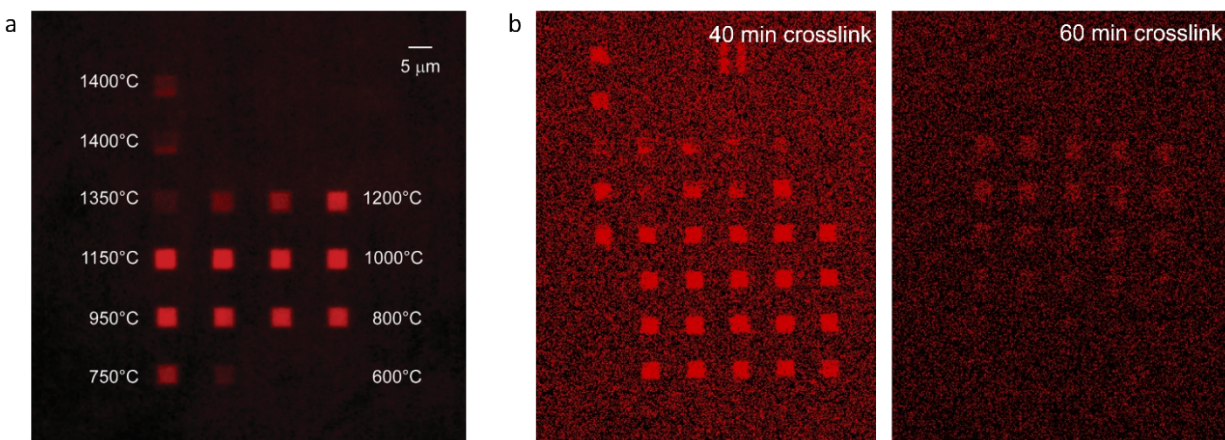 a
5 μm
1400°C
1400°C
1350°C 1200°C
1150°C 1000°C
950°C 800°C
750°C 600°C
b
40 min crosslink
60 min crosslink